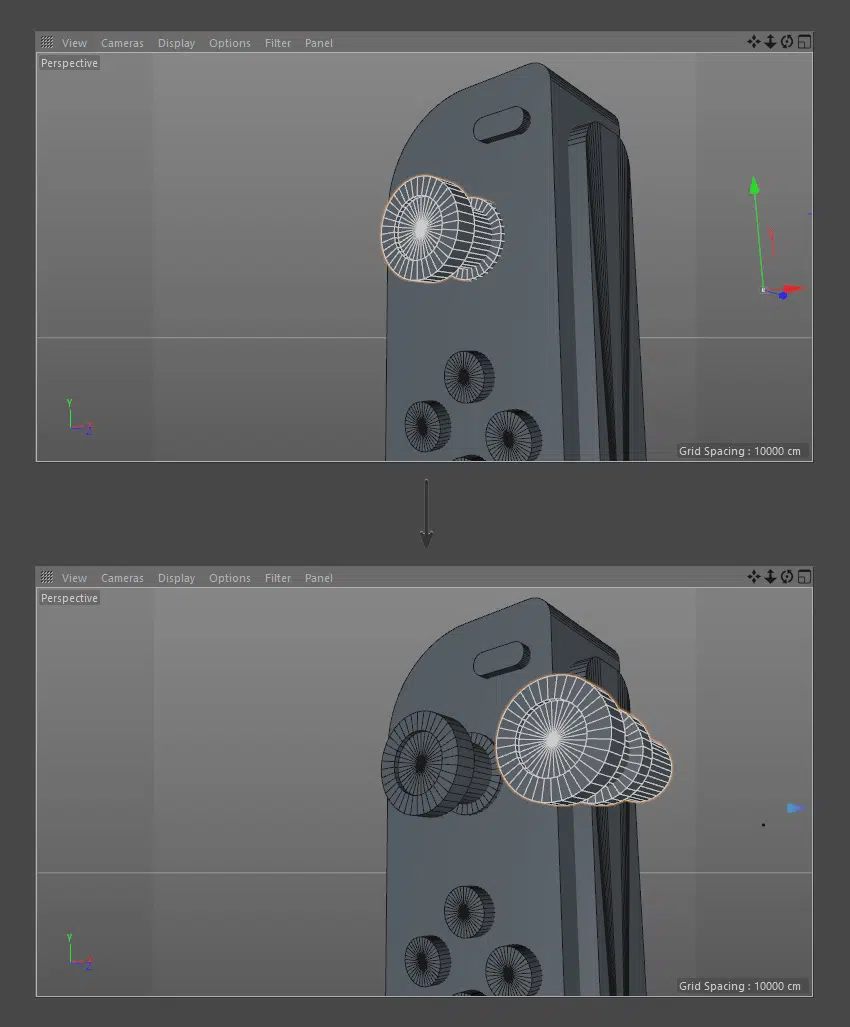 View Cameras Display Options Filter Panel
Perspective
Y
Grid Spacing : 10000 cm
View Cameras Display Options Filter Panel
Perspective
Y
Grid Spacing : 10000 cm